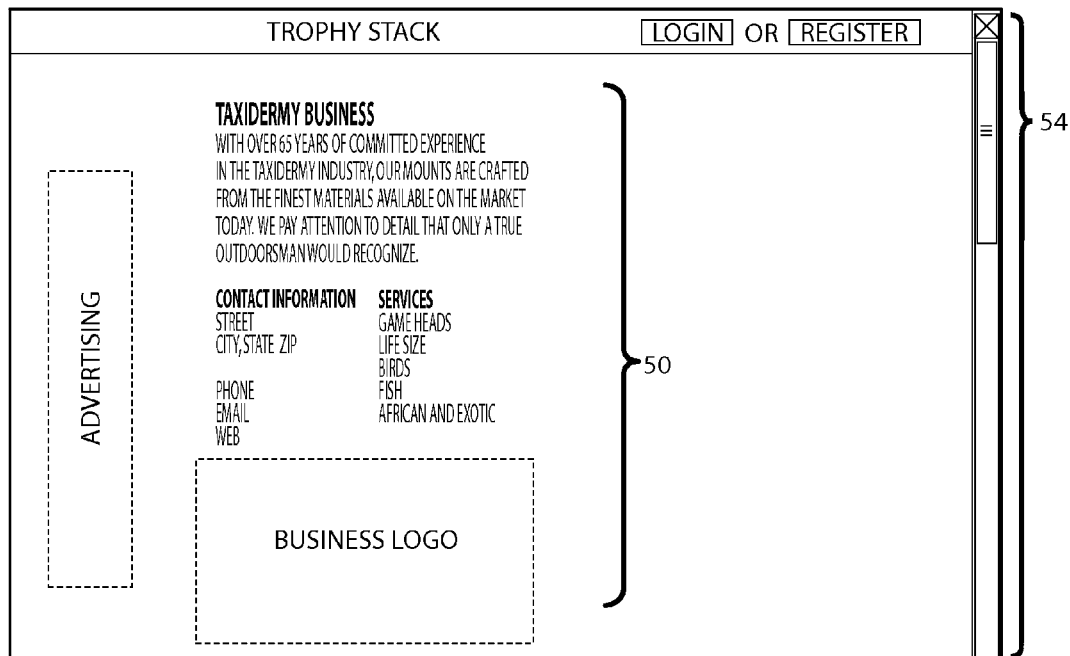 TROPHY STACK
LOGIN OR REGISTER
54
TAXIDERMY BUSINESS
WITH OVER 65 YEARS OF COMMITTED EXPERIENCE
IN THE TAXIDERMY INDUSTRY, OUR MOUNTS ARE CRAFTED
FROM THE FINEST MATERIALS AVAILABLE ON THE MARKET
TODAY. WE PAY ATTENTION TO DETAIL THAT ONLY A TRUE
OUTDOORSMAN WOULD RECOGNIZE.
ADVERTISING
CONTACT INFORMATION
STREET
CITY, STATE ZIP
PHONE
EMAIL
WEB
SERVICES
GAME HEADS
LIFE SIZE
BIRDS
FISH
AFRICAN AND EXOTIC
50
BUSINESS LOGO